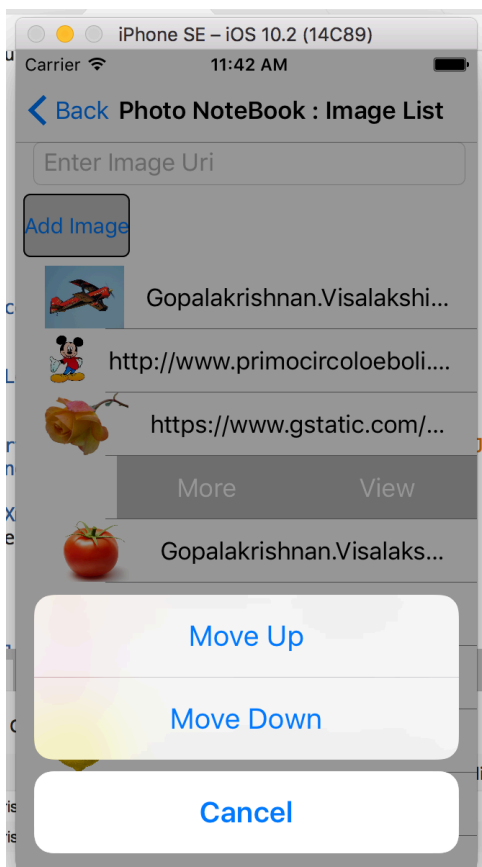 iPhone SE – iOS 10.2 (14C89)
Carrier 11:42 AM
Back Photo NoteBook : Image List
Enter Image Uri
Add Image
Gopalakrishnan.Visalakshi...
http://www.primocircoloeboli....
https://www.gstatic.com/...
More View
Gopalakrishnan.Visalaks...
Move Up
Move Down
Cancel